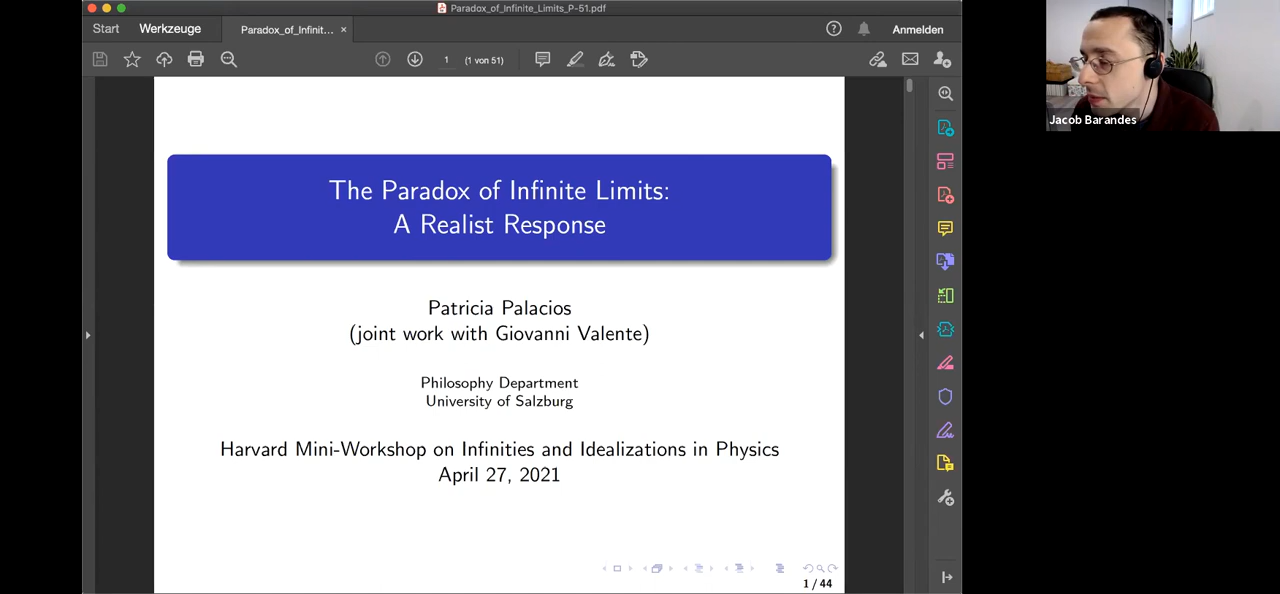 Paradox_of_Infinite_Limits_P-51.pdf
Start Werkzeuge Paradox_of_Infinit... ×
Anmelden
1 (1 von 51)
Jacob Barandes
The Paradox of Infinite Limits:
A Realist Response
Patricia Palacios
(joint work with Giovanni Valente)
Philosophy Department
University of Salzburg
Harvard Mini-Workshop on Infinities and Idealizations in Physics
April 27, 2021
1 / 44